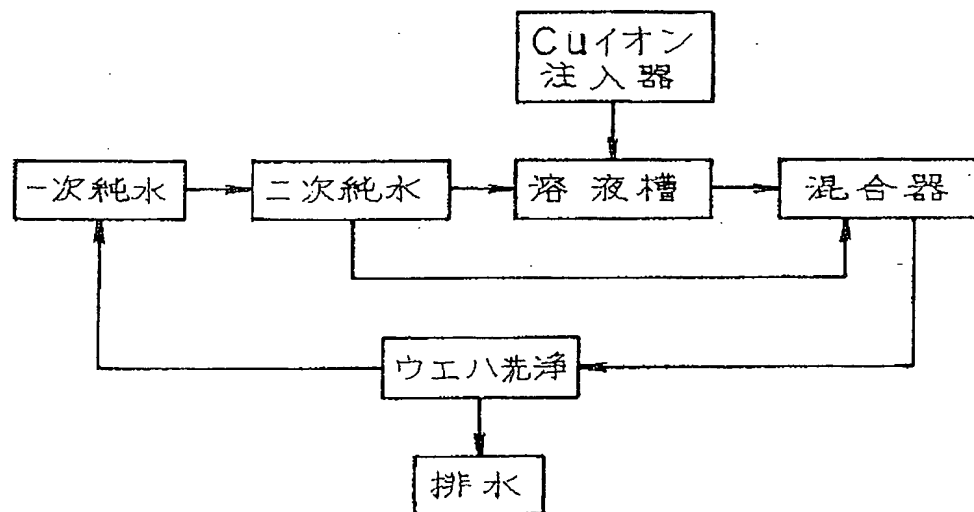 Cuイオン
注入器
一次純水
二次純水
溶液槽
混合器
ウエハ洗浄
排水